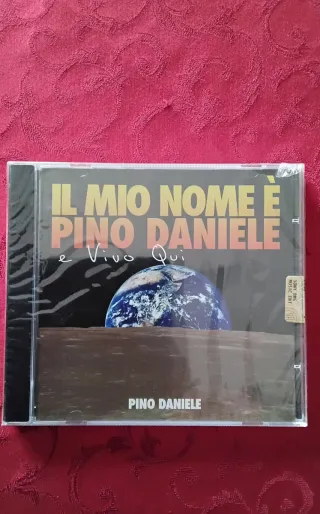 IL MIO NOME È
PINO DANIELE
e Vivo Qui
PINO DANIELE